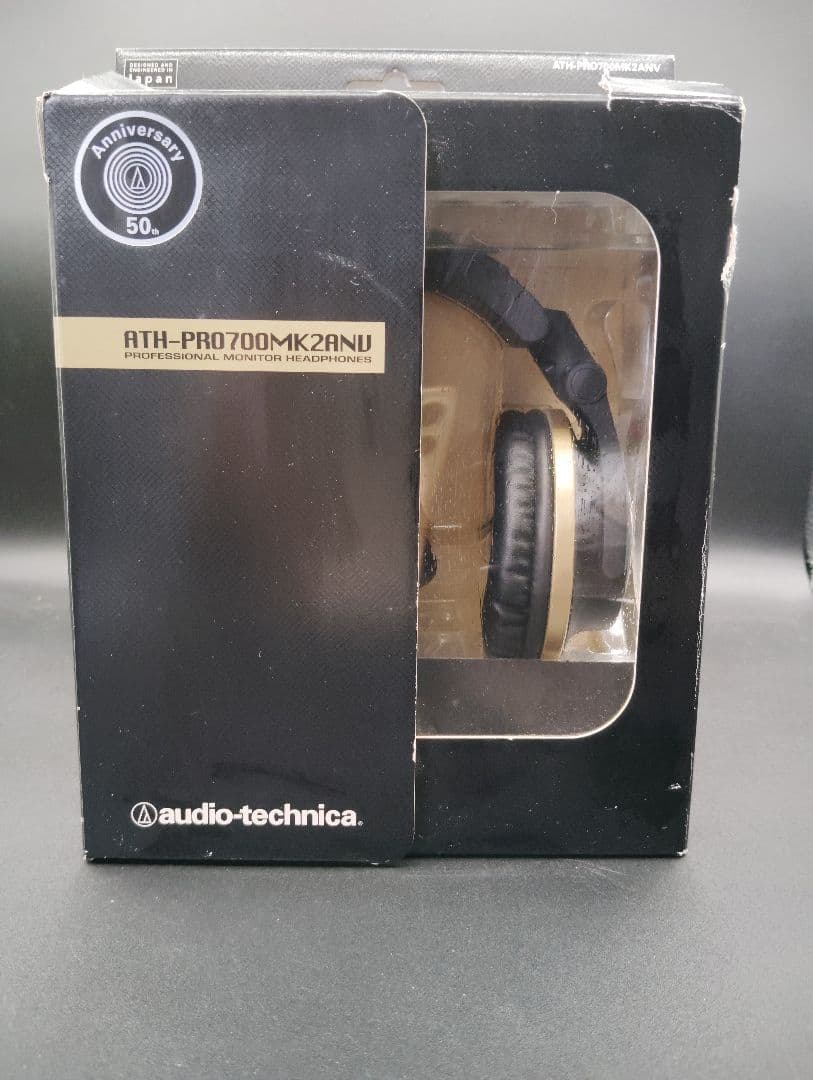 DESIGNED AND
ENGINEERED IN
Japan
ATH-PRO700MK2ANV
Anniversary
50th
ATH-PRO700MK2ANV
PROFESSIONAL MONITOR HEADPHONES
audio-technica®